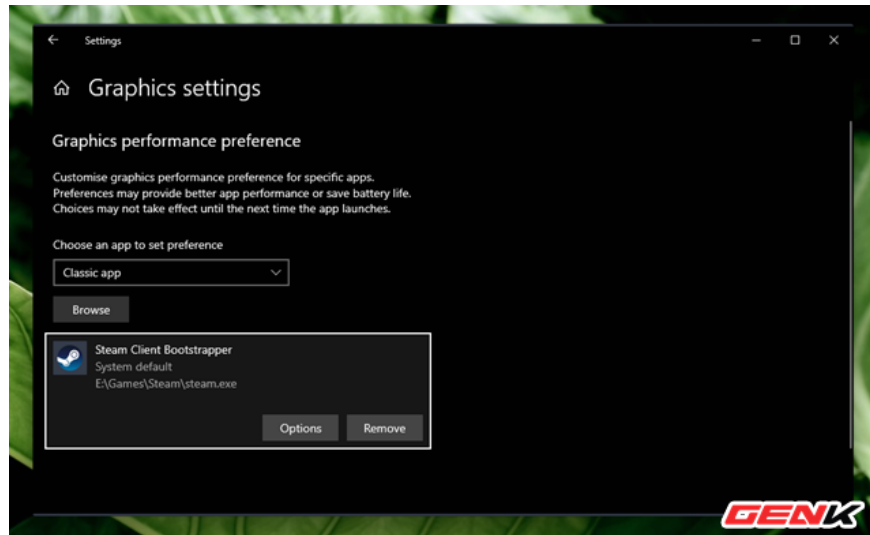 Settings
Graphics settings
Graphics performance preference
Customise graphics performance preference for specific apps.
Preferences may provide better app performance or save battery life.
Choices may not take effect until the next time the app launches.
Choose an app to set preference
Classic app
Browse
Steam Client Bootstrapper
System default
E:\Games\Steam\steam.exe
Options Remove
GENK